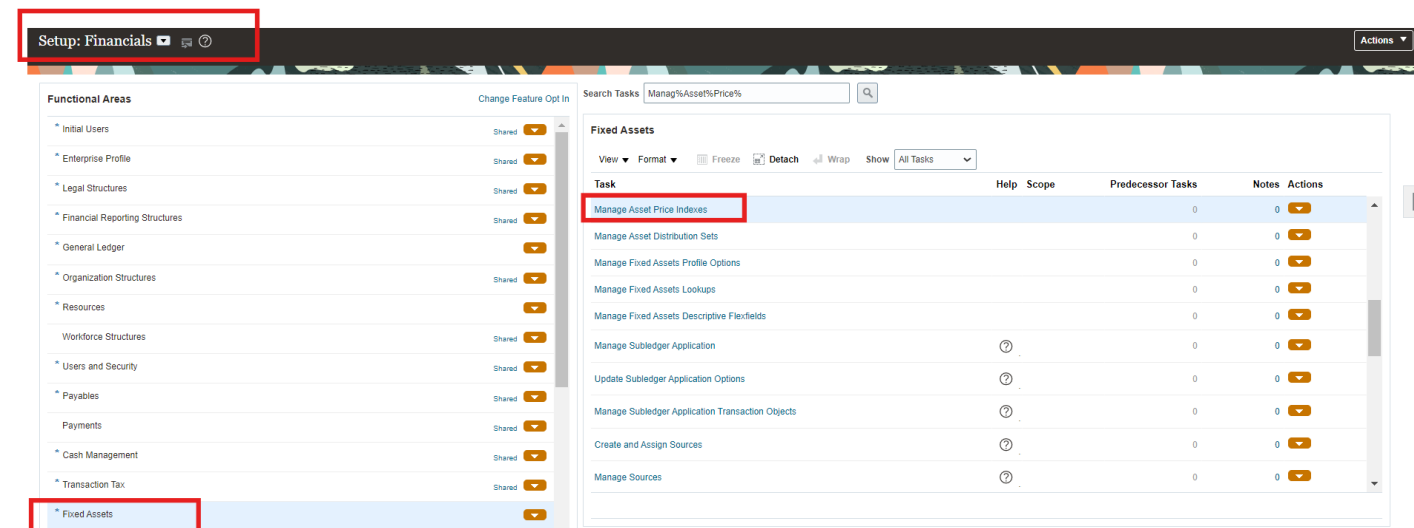 Setup: Financials
Actions
Functional Areas
Change Feature Opt In
* Initial Users Shared
* Enterprise Profile Shared
* Legal Structures Shared
* Financial Reporting Structures Shared
* General Ledger
* Organization Structures Shared
* Resources
Workforce Structures Shared
* Users and Security Shared
* Payables Shared
Payments Shared
* Cash Management Shared
* Transaction Tax Shared
* Fixed Assets
Search Tasks Manag%Asset%Price%
Fixed Assets
View Format Freeze Detach Wrap Show All Tasks
Task Help Scope Predecessor Tasks Notes Actions
Manage Asset Price Indexes 0 0
Manage Asset Distribution Sets 0 0
Manage Fixed Assets Profile Options 0 0
Manage Fixed Assets Lookups 0 0
Manage Fixed Assets Descriptive Flexfields 0 0
Manage Subledger Application 0 0
Update Subledger Application Options 0 0
Manage Subledger Application Transaction Objects 0 0
Create and Assign Sources 0 0
Manage Sources 0 0